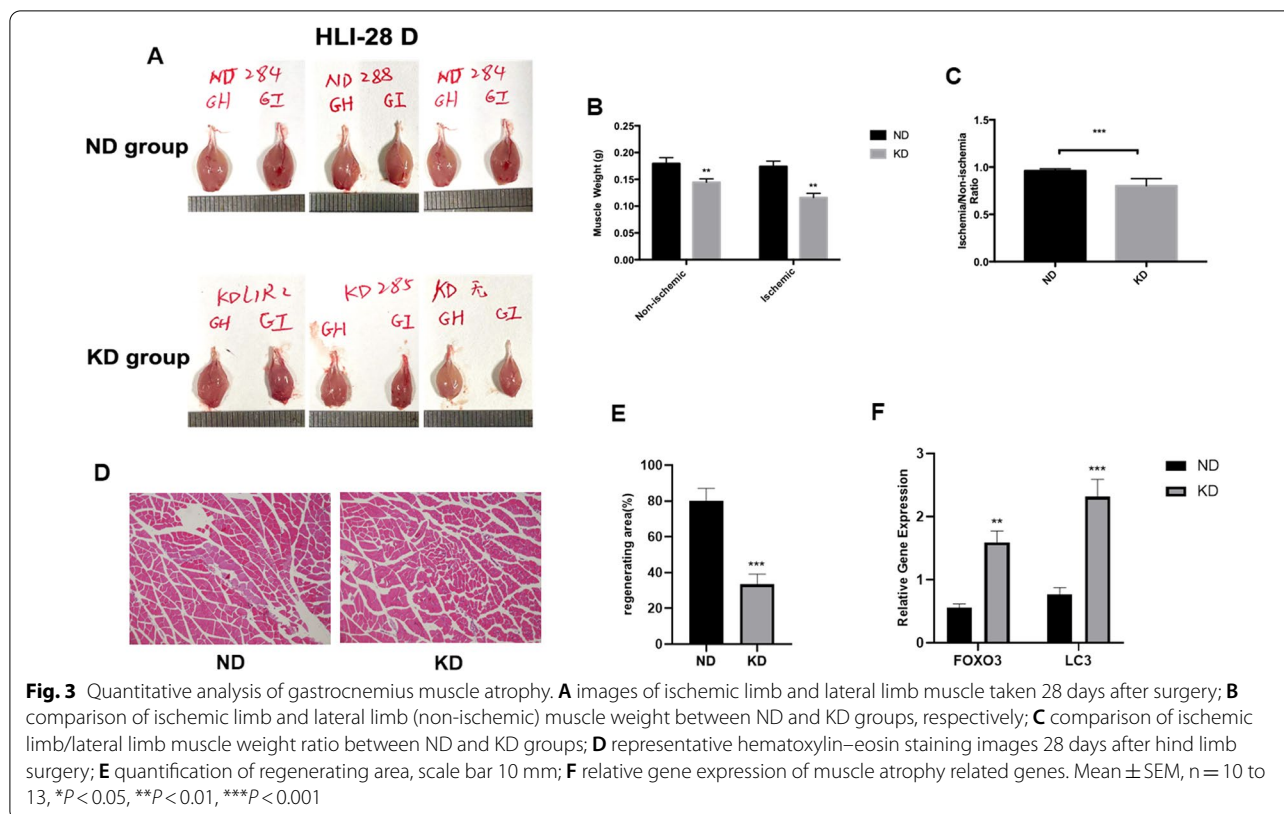 HLI-28 D
A
ND group
ND 284
GH GI
ND 288
GH GI
ND 284
GH GI
KD group
KD L1R2
GH GI
KD 285
GH GI
KD 无
GH GI
B
Muscle Weight (g)
0.25
0.20
0.15
0.10
0.05
0.00
**
**
Non-ischemic
Ischemic
ND
KD
C
Ischemia/Non-ischemia
Ratio
1.5
1.0
0.5
0.0
***
ND
KD
D
ND
KD
E
regenerating area(%)
100
80
60
40
20
0
***
ND KD
F
Relative Gene Expression
3
2
1
0
**
***
FOXO3 LC3
ND
KD
Fig. 3 Quantitative analysis of gastrocnemius muscle atrophy. A images of ischemic limb and lateral limb muscle taken 28 days after surgery; B
comparison of ischemic limb and lateral limb (non-ischemic) muscle weight between ND and KD groups, respectively; C comparison of ischemic
limb/lateral limb muscle weight ratio between ND and KD groups; D representative hematoxylin–eosin staining images 28 days after hind limb
surgery; E quantification of regenerating area, scale bar 10 mm; F relative gene expression of muscle atrophy related genes. Mean ± SEM, n = 10 to
13, *P < 0.05, **P < 0.01, ***P < 0.001